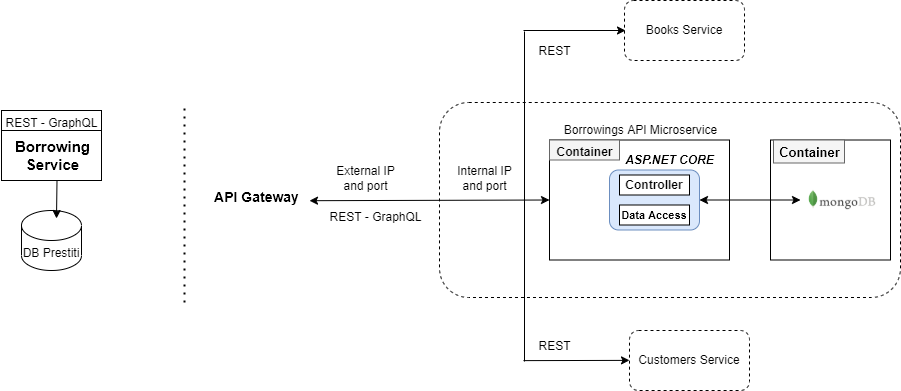 REST - GraphQL
Borrowing
Service
DB Prestiti
API Gateway
External IP
and port
REST - GraphQL
Internal IP
and port
REST
Books Service
Borrowings API Microservice
Container
ASP.NET CORE
Controller
Data Access
Container
mongoDB
REST
Customers Service